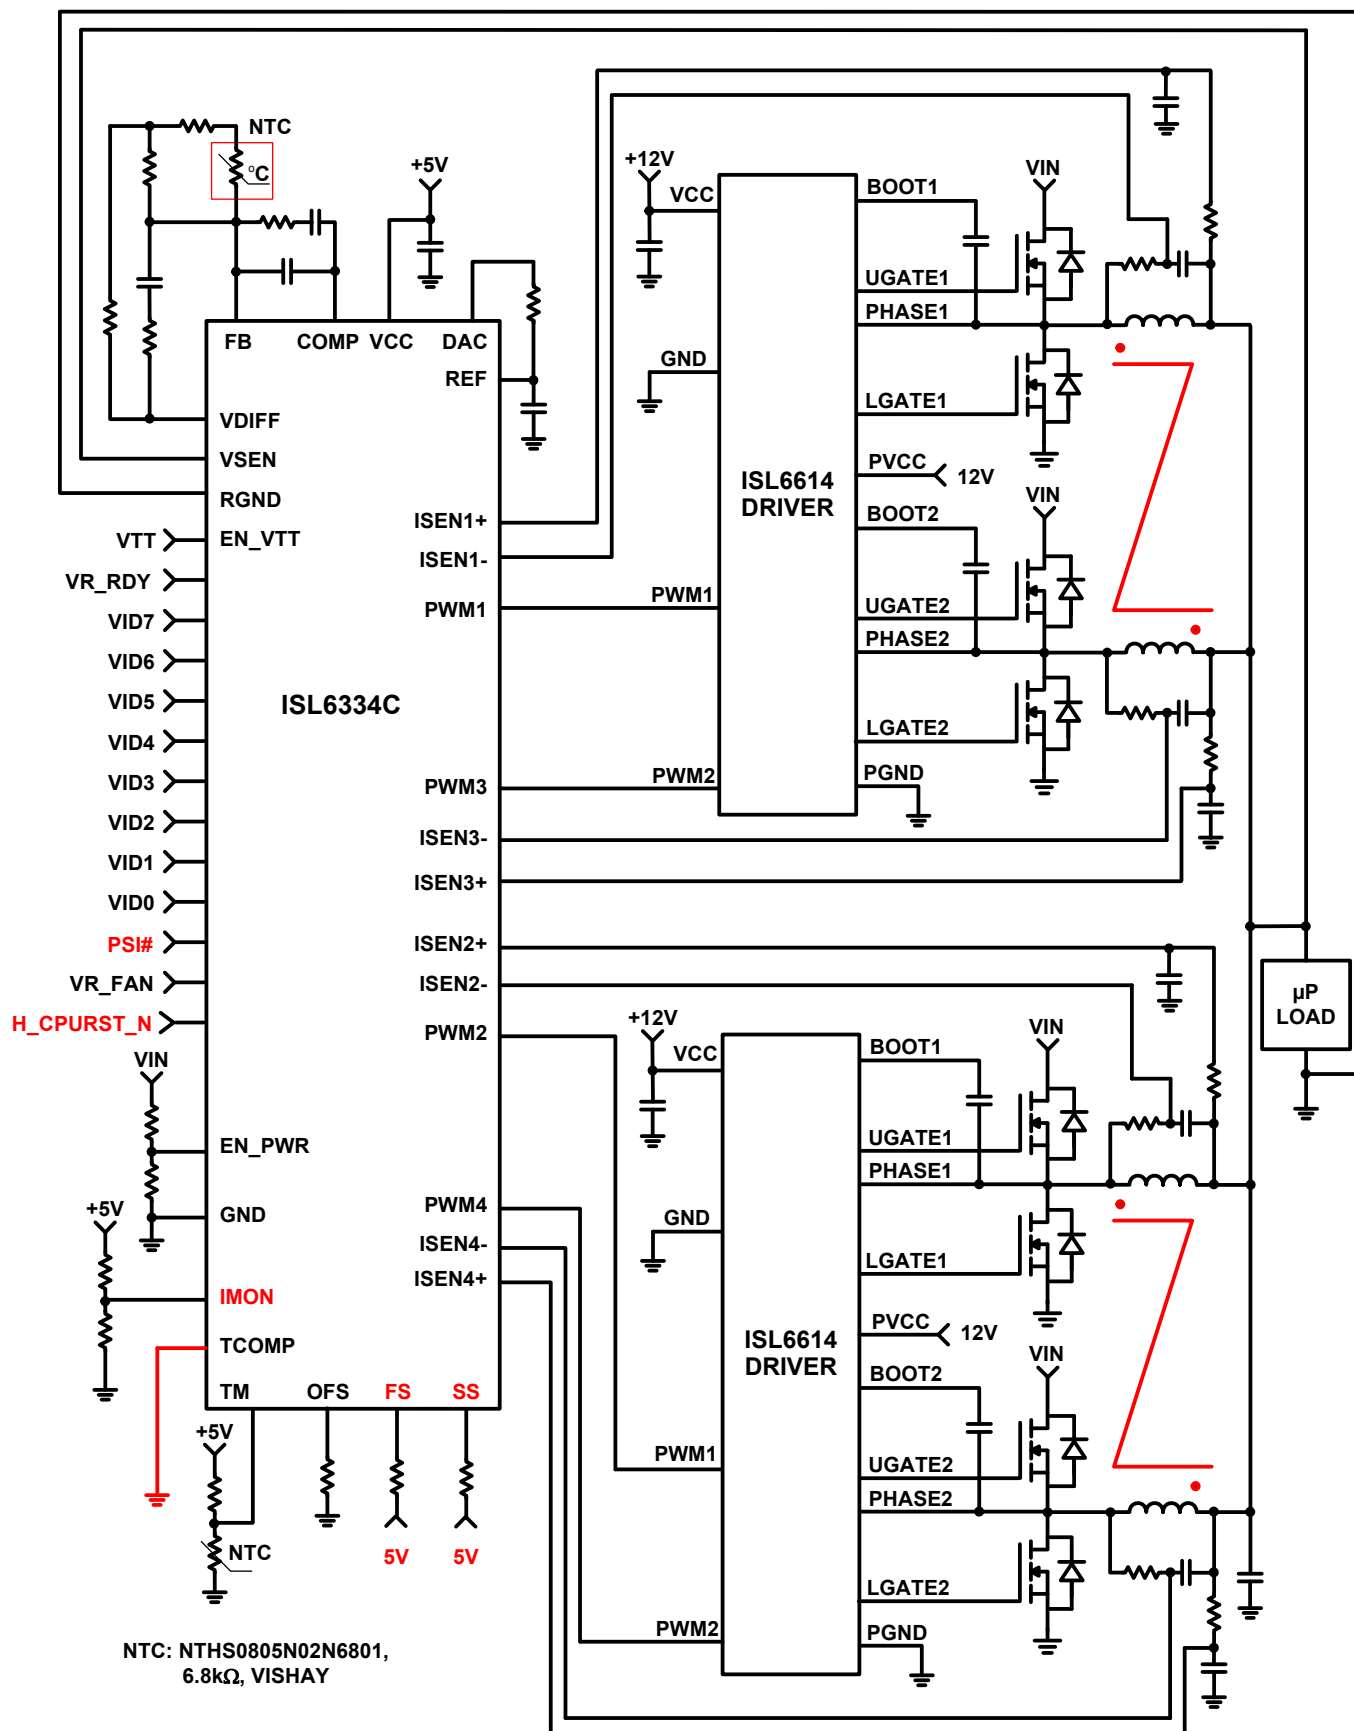 NTC
°C
+5V
FB
COMP
VCC
DAC
REF
VDIFF
VSEN
RGND
VTT
EN_VTT
VR_RDY
VID7
VID6
VID5
VID4
VID3
VID2
VID1
VID0
PSI#
VR_FAN
H_CPURST_N
VIN
EN_PWR
GND
+5V
IMON
TCOMP
TM
OFS
FS
SS
+5V
NTC
5V
5V
ISL6334C
ISEN1+
ISEN1-
PWM1
PWM3
ISEN3-
ISEN3+
ISEN2+
ISEN2-
PWM2
PWM4
ISEN4-
ISEN4+
+12V
VCC
GND
PWM1
PWM2
ISL6614
DRIVER
BOOT1
UGATE1
PHASE1
LGATE1
PVCC
12V
BOOT2
UGATE2
PHASE2
LGATE2
PGND
VIN
VIN
µP
LOAD
+12V
VCC
GND
PWM1
PWM2
ISL6614
DRIVER
BOOT1
UGATE1
PHASE1
LGATE1
PVCC
12V
BOOT2
UGATE2
PHASE2
LGATE2
PGND
VIN
VIN
NTC: NTHS0805N02N6801,
6.8kΩ, VISHAY